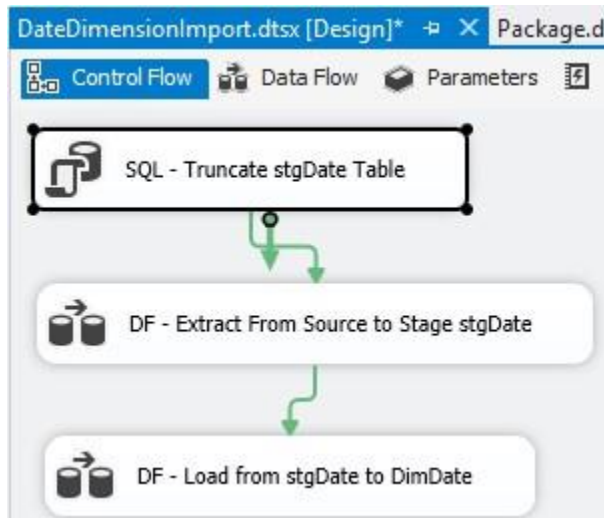 DateDimensionImport.dtsx [Design]* Package.d
Control Flow Data Flow Parameters
SQL - Truncate stgDate Table
DF - Extract From Source to Stage stgDate
DF - Load from stgDate to DimDate